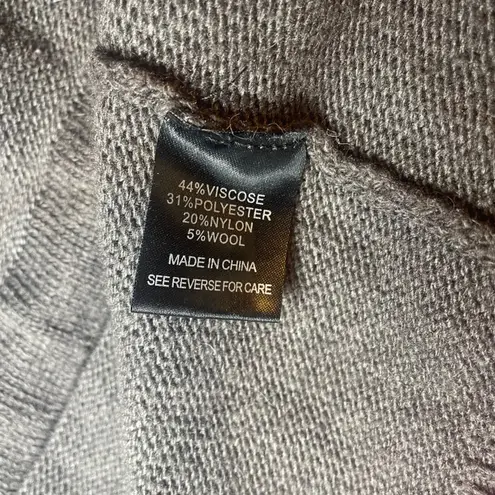 44%VISCOSE
31%POLYESTER
20%NYLON
5%WOOL
MADE IN CHINA
SEE REVERSE FOR CARE